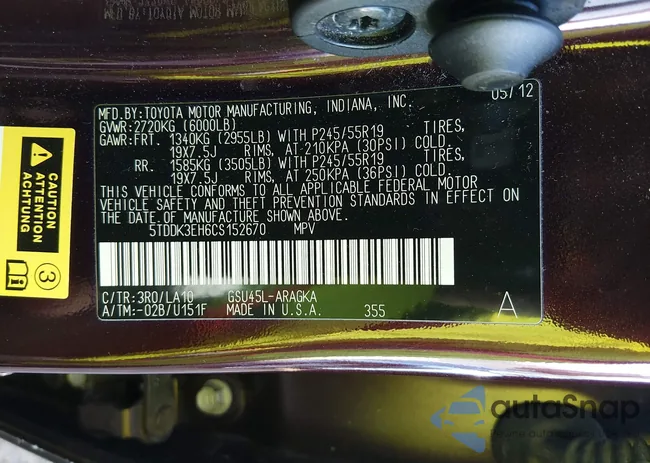 05/12
MFD.BY:TOYOTA MOTOR MANUFACTURING, INDIANA, INC.
GVWR:2720KG (6000LB)
GAWR:FRT. 1340KG (2955LB) WITH P245/55R19 TIRES,
19X7.5J RIMS, AT 210KPA (30PSI) COLD.
RR. 1585KG (3505LB) WITH P245/55R19 TIRES,
19X7.5J RIMS, AT 250KPA (36PSI) COLD.
THIS VEHICLE CONFORMS TO ALL APPLICABLE FEDERAL MOTOR
VEHICLE SAFETY AND THEFT PREVENTION STANDARDS IN EFFECT ON
THE DATE OF MANUFACTURE SHOWN ABOVE.
5TDDK3EH6CS152670 MPV
C/TR:3R0/LA10 GSU45L-ARAGKA
A/TM:-02B/U151F MADE IN U.S.A. 355 A
CAUTION
ATTENTION
ACHTUNG
3
autoSnap